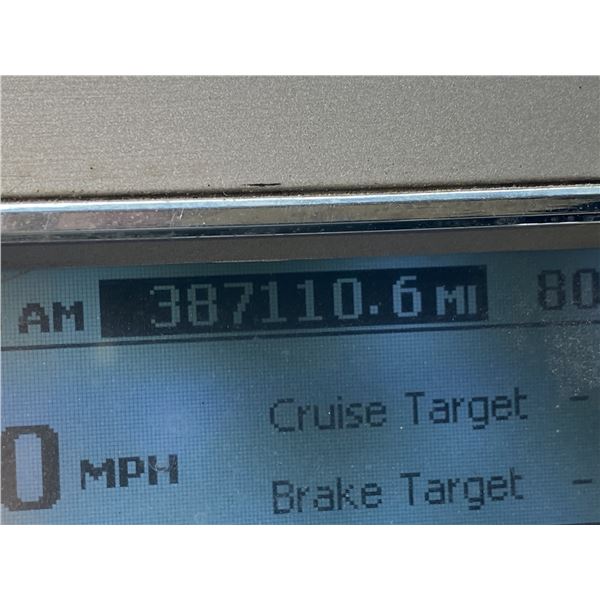 AM 387110.6 MI 80
Cruise Target -
0 MPH
Brake Target -